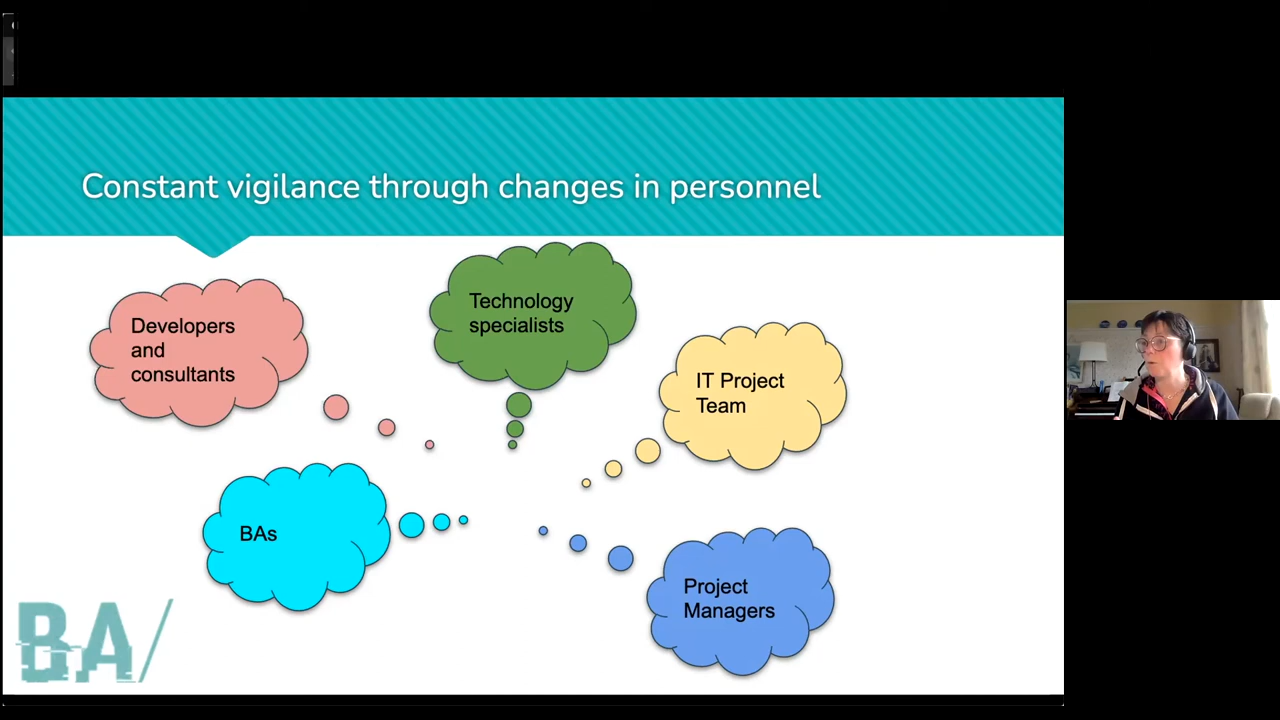 Constant vigilance through changes in personnel
Technology
specialists
Developers
and
consultants
IT Project
Team
BAs
Project
Managers
BA/